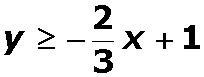 y ≥ -2/3 x + 1